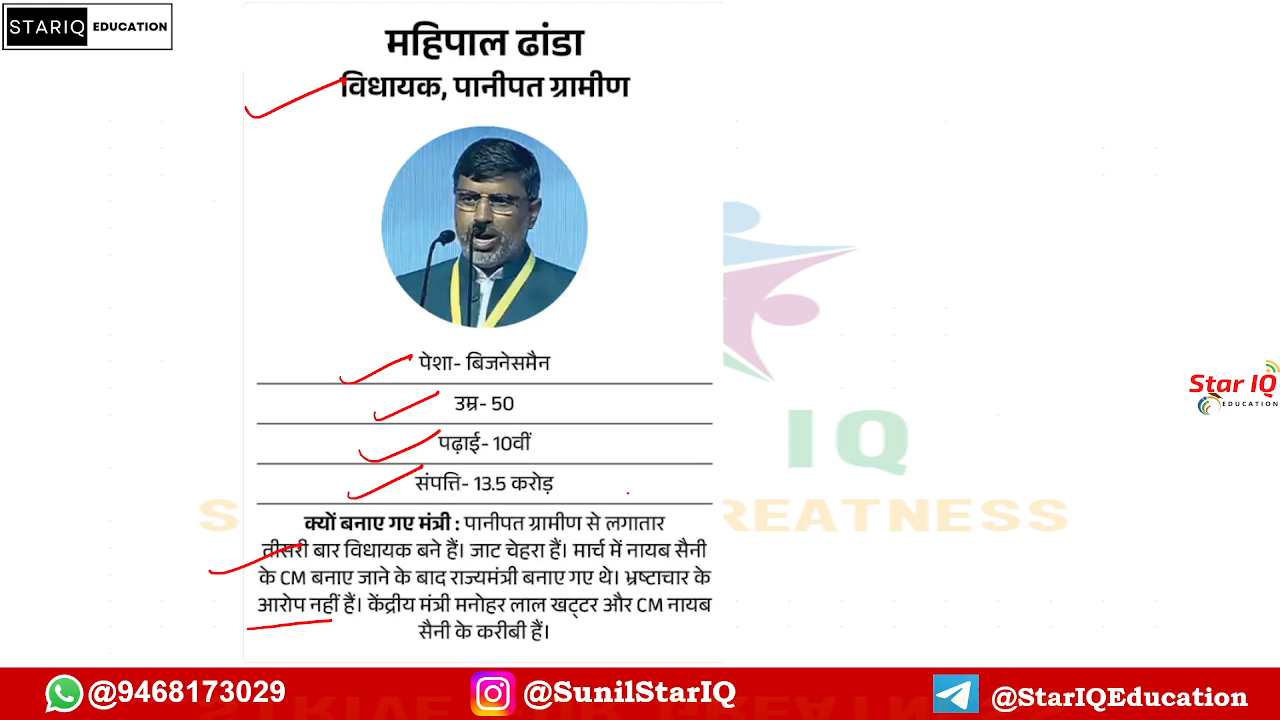 STARIQ EDUCATION
महिपाल ढांडा
विधायक, पानीपत ग्रामीण
पेशा- बिजनेसमैन
उम्र- 50
पढ़ाई- 10वीं
संपत्ति- 13.5 करोड़
क्यों बनाए गए मंत्री : पानीपत ग्रामीण से लगातार
तीसरी बार विधायक बने हैं। जाट चेहरा हैं। मार्च में नायब सैनी
के CM बनाए जाने के बाद राज्यमंत्री बनाए गए थे। भ्रष्टाचार के
आरोप नहीं हैं। केंद्रीय मंत्री मनोहर लाल खट्टर और CM नायब
सैनी के करीबी हैं।
IQ
REATNESS
Star IQ
EDUCATION
@9468173029
@SunilStarIQ
@StarIQEducation